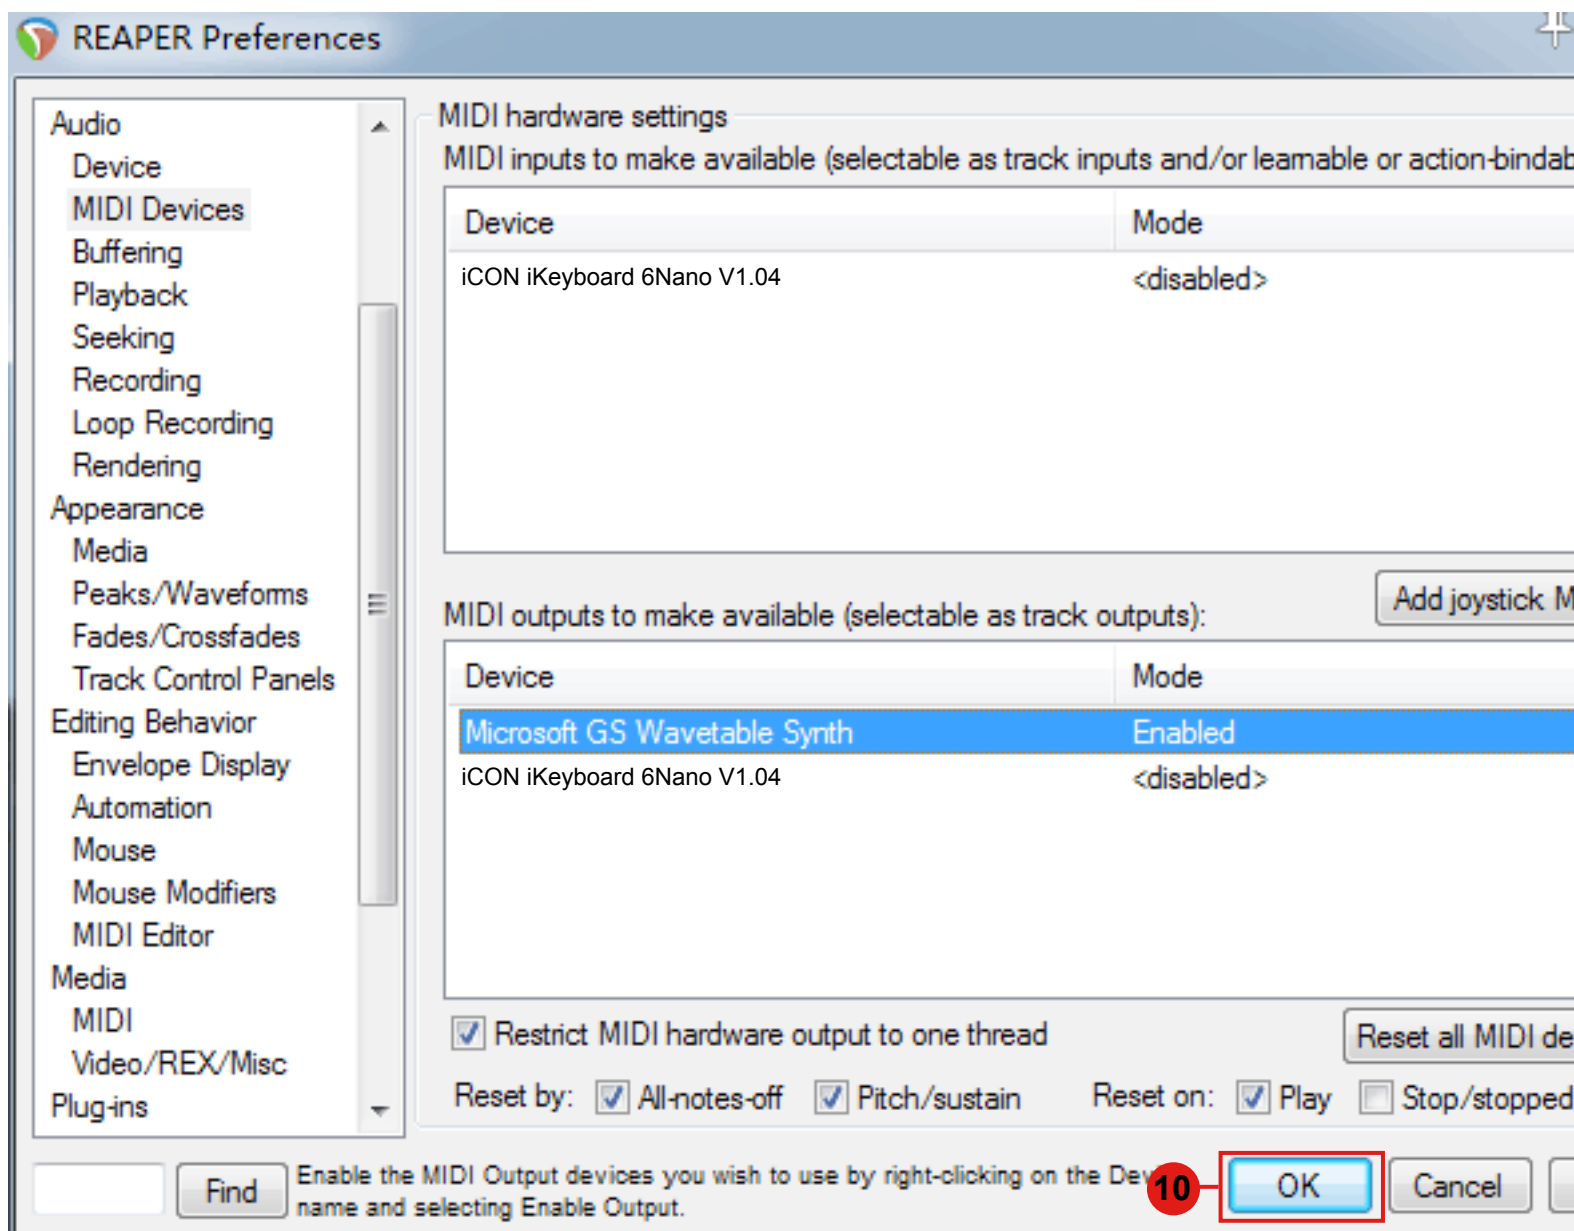 REAPER Preferences
Audio
Device
MIDI Devices
Buffering
Playback
Seeking
Recording
Loop Recording
Rendering
Appearance
Media
Peaks/Waveforms
Fades/Crossfades
Track Control Panels
Editing Behavior
Envelope Display
Automation
Mouse
Mouse Modifiers
MIDI Editor
Media
MIDI
Video/REX/Misc
Plug-ins
MIDI hardware settings
MIDI inputs to make available (selectable as track inputs and/or learnable or action-bindab
Device Mode
iCON iKeyboard 6Nano V1.04 <disabled>
Add joystick M
MIDI outputs to make available (selectable as track outputs):
Device Mode
Microsoft GS Wavetable Synth Enabled
iCON iKeyboard 6Nano V1.04 <disabled>
Restrict MIDI hardware output to one thread
Reset all MIDI de
Reset by: All-notes-off Pitch/sustain Reset on: Play Stop/stopped
Find
Enable the MIDI Output devices you wish to use by right-clicking on the Dev
name and selecting Enable Output.
10
OK
Cancel